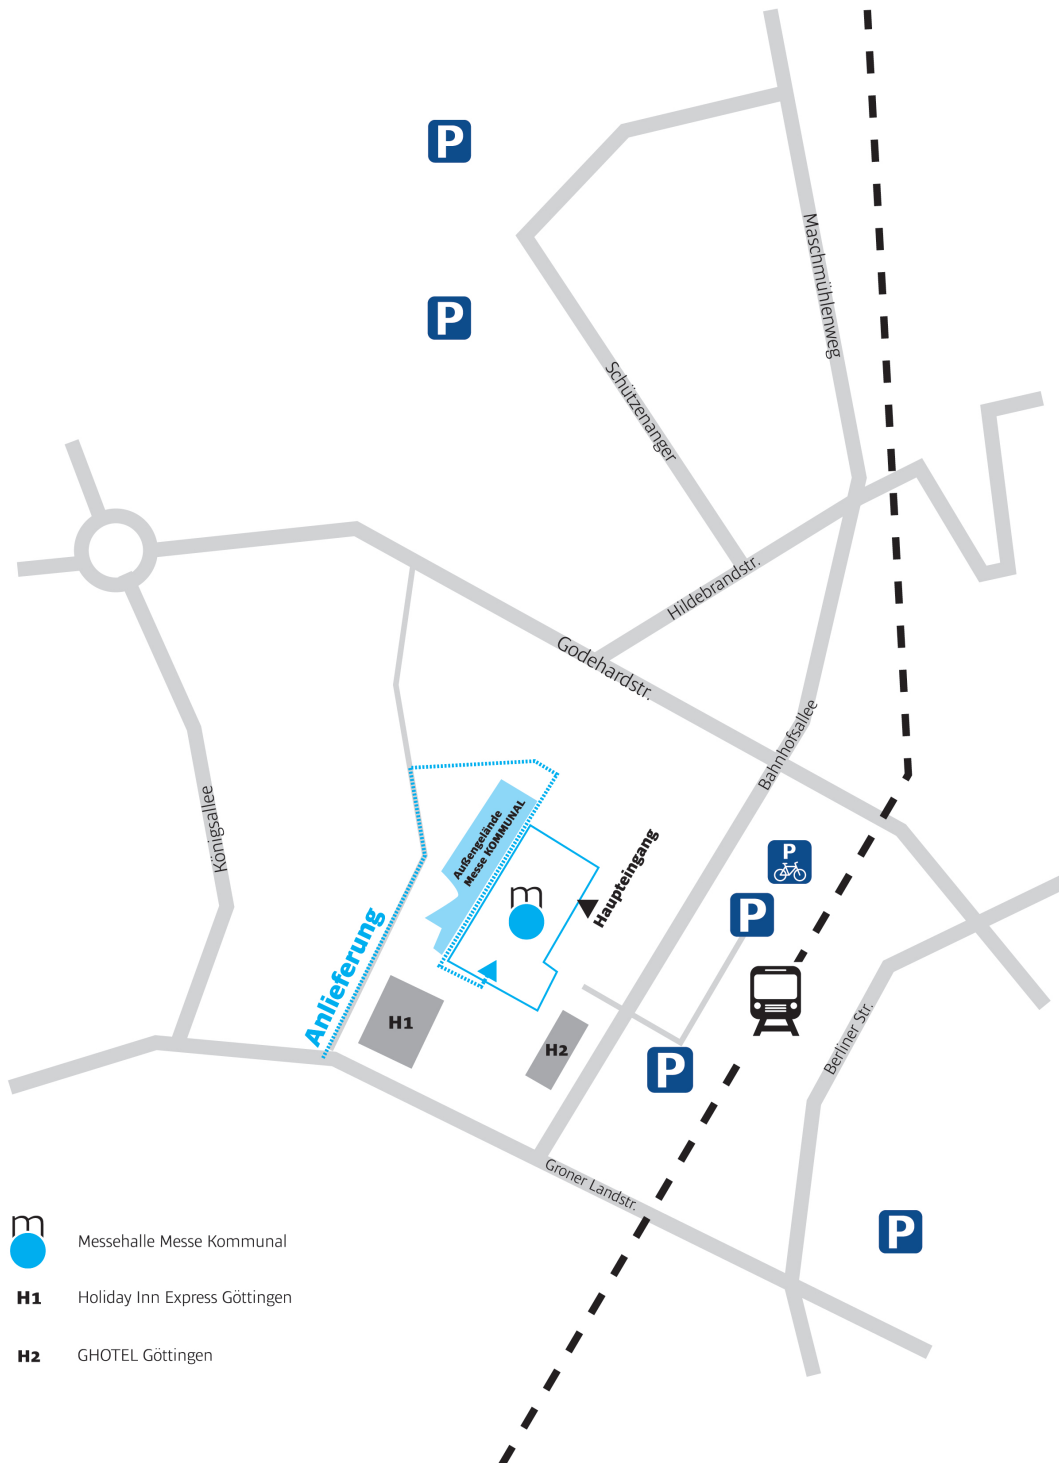 P
P
Maschmühlenweg
Schützenanger
Hildebrandstr.
Godehardstr.
Bahnhofsallee
Königsallee
Außengelände
Messe KOMMUNAL
Haupteingang
m
P
P
Anlieferung
H1
H2
P
Berliner Str.
Groner Landstr.
P
m
Messehalle Messe Kommunal
H1 Holiday Inn Express Göttingen
H2 GHOTEL Göttingen